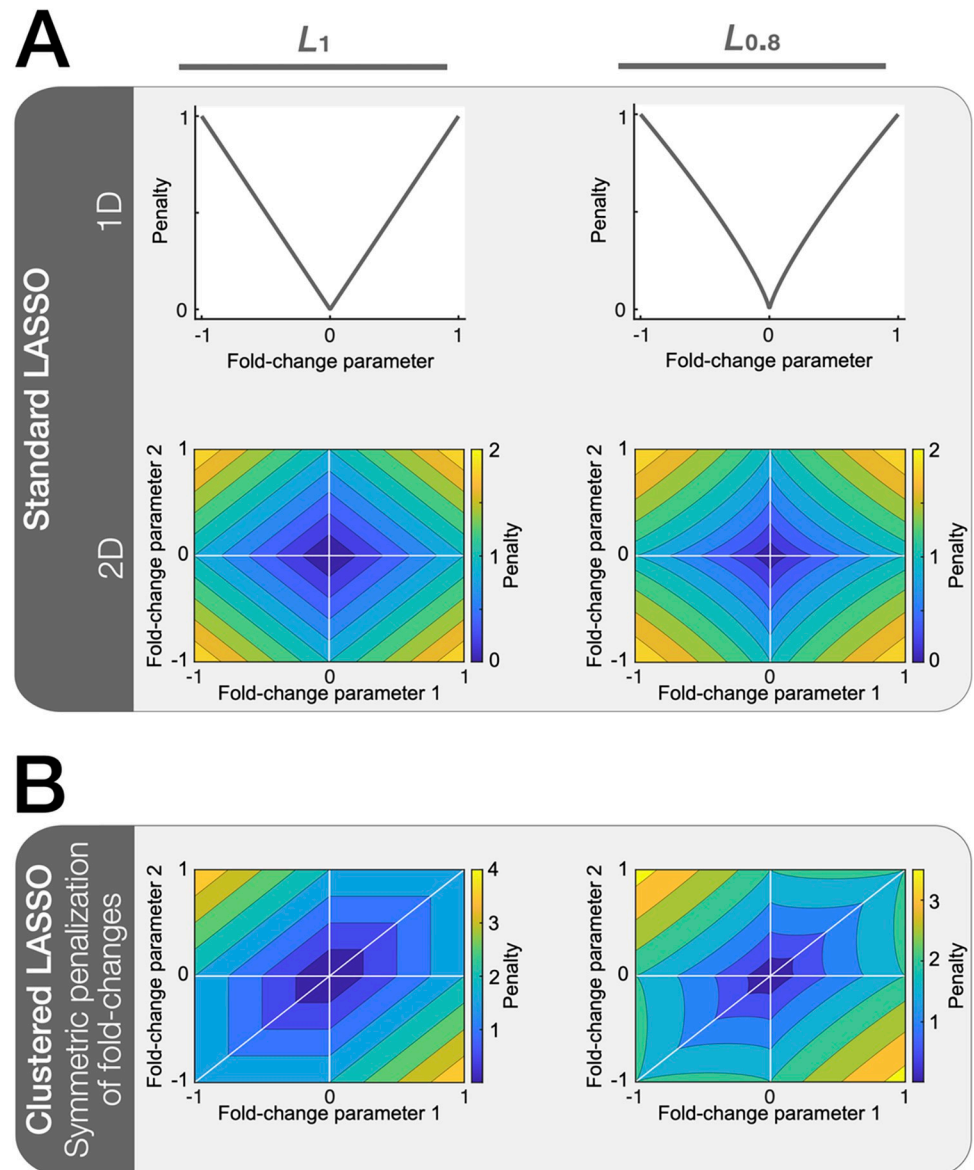 A
L1
L0.8
Standard LASSO
1D
1
Penalty
0
-1
0
1
Fold-change parameter
1
Penalty
0
-1
0
1
Fold-change parameter
2D
Fold-change parameter 2
1
0
-1
-1
0
1
Fold-change parameter 1
2
1
0
Penalty
Fold-change parameter 2
1
0
-1
-1
0
1
Fold-change parameter 1
2
1
0
Penalty
B
Clustered LASSO
Symmetric penalization
of fold-changes
Fold-change parameter 2
1
0
-1
-1
0
1
Fold-change parameter 1
4
3
2
1
Penalty
Fold-change parameter 2
1
0
-1
-1
0
1
Fold-change parameter 1
3
2
1
Penalty